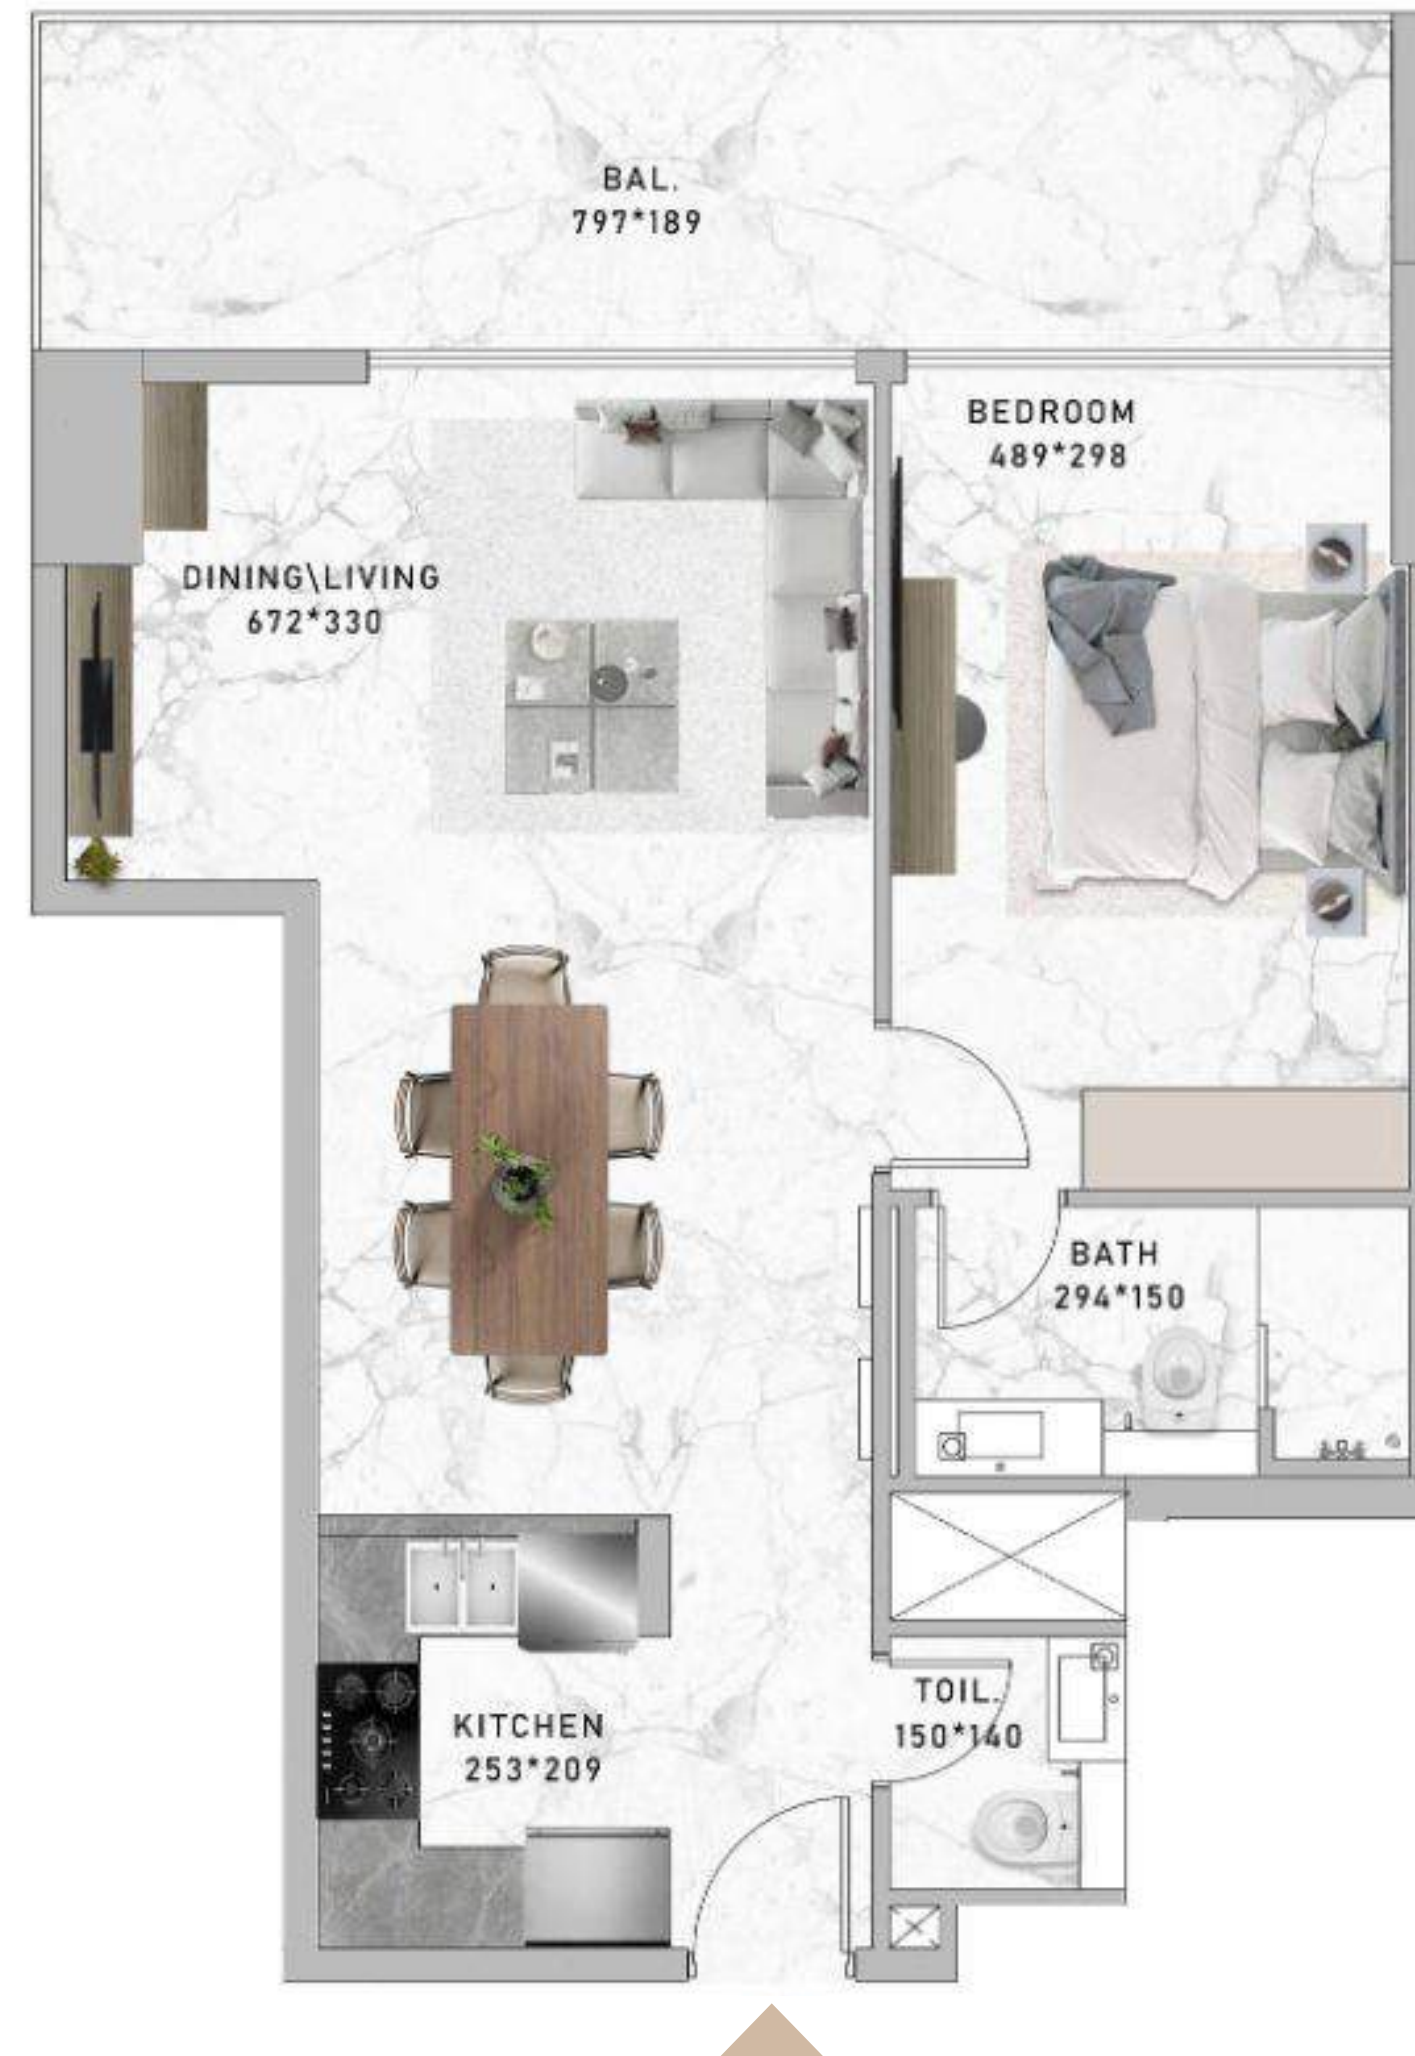 BAL.
797*189
BEDROOM
489*298
DINING\LIVING
672*330
BATH
294*150
TOIL.
150*140
KITCHEN
253*209